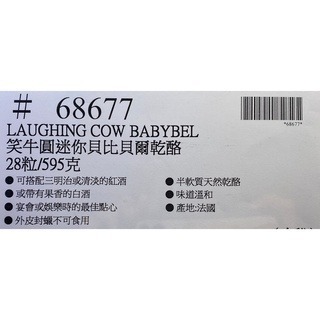 # 68677
*68677*
LAUGHING COW BABYBEL
笑牛圓迷你貝比貝爾乾酪
28粒/595克
● 可搭配三明治或清淡的紅酒
● 或帶有果香的白酒
● 宴會或娛樂時的最佳點心
● 外皮封蠟不可食用
● 半軟質天然乾酪
● 味道溫和
● 產地:法國